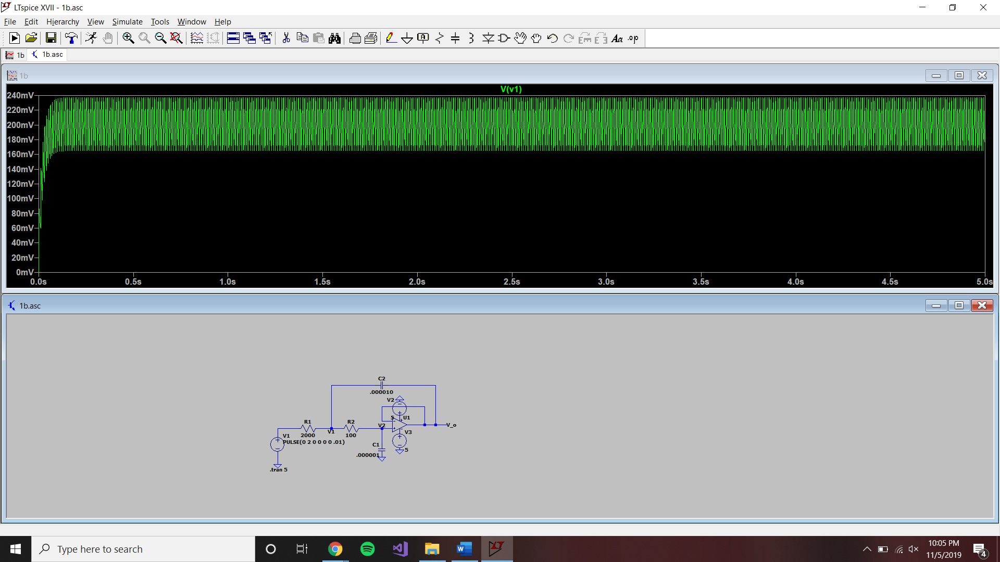 LTspice XVII - 1b.asc
File Edit Hierarchy View Simulate Tools Window Help
Aa .op
1b 1b.asc
1b
V(v1)
240mV
220mV
200mV
180mV
160mV
140mV
120mV
100mV
80mV
60mV
40mV
20mV
0mV
0.0s 0.5s 1.0s 1.5s 2.0s 2.5s 3.0s 3.5s 4.0s 4.5s 5.0s
1b.asc
C2
.000010
V2
5 U1
R1 R2 V2 V_o
V1 V3
2000 100
V1
PULSE(0 2 0 0 0 0 .01)
C1
5
.000001
.tran 5
Type here to search
10:05 PM
11/5/2019
4